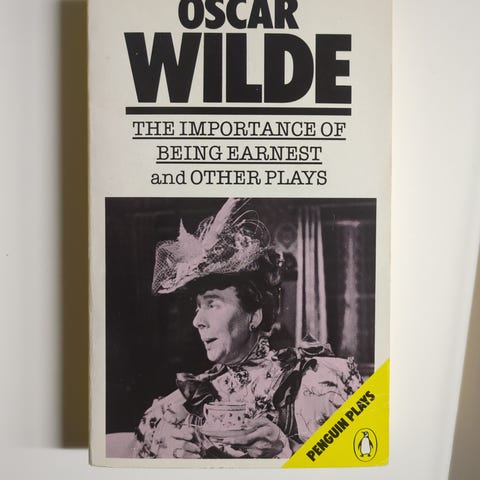 OSCAR
WILDE
THE IMPORTANCE OF
BEING EARNEST
and OTHER PLAYS
PENGUIN PLAYS